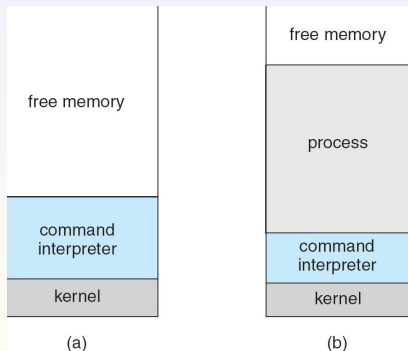 free memory
command
interpreter
kernel
(a)
free memory
process
command
interpreter
kernel
(b)